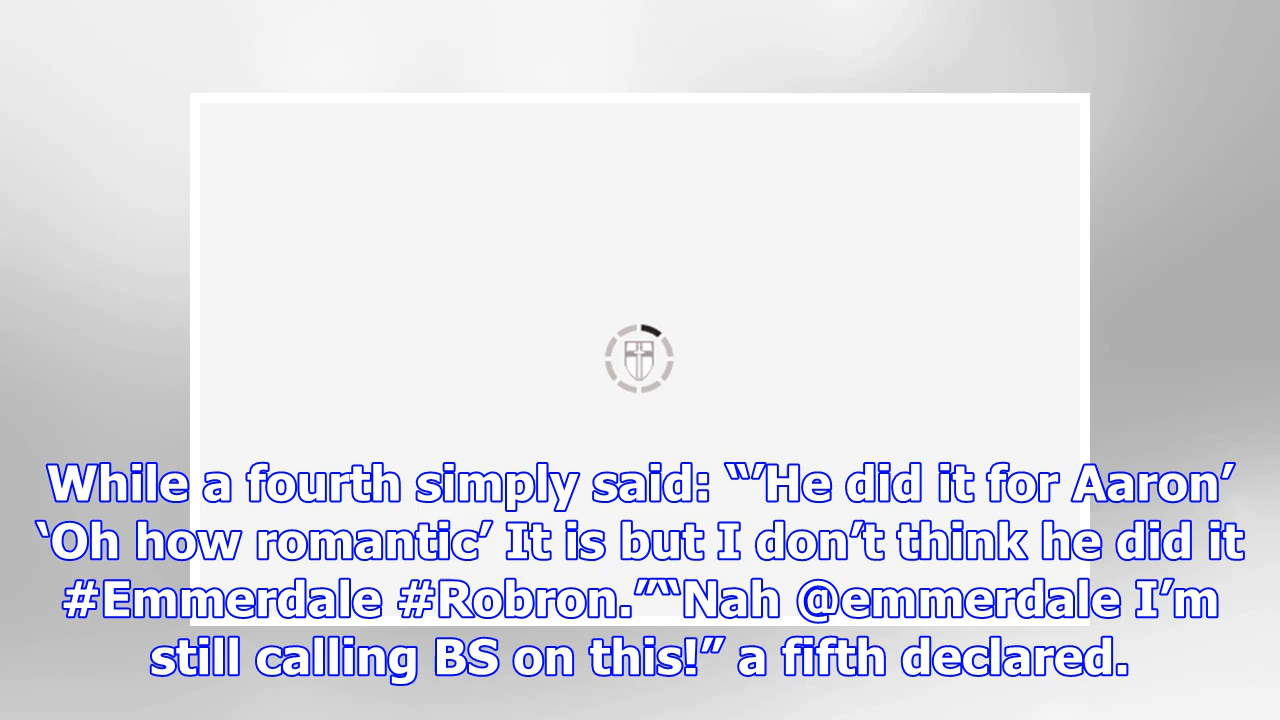 While a fourth simply said: “‘He did it for Aaron’
‘Oh how romantic’ It is but I don’t think he did it
#Emmerdale #Robron.”“Nah @emmerdale I’m
still calling BS on this!” a fifth declared.